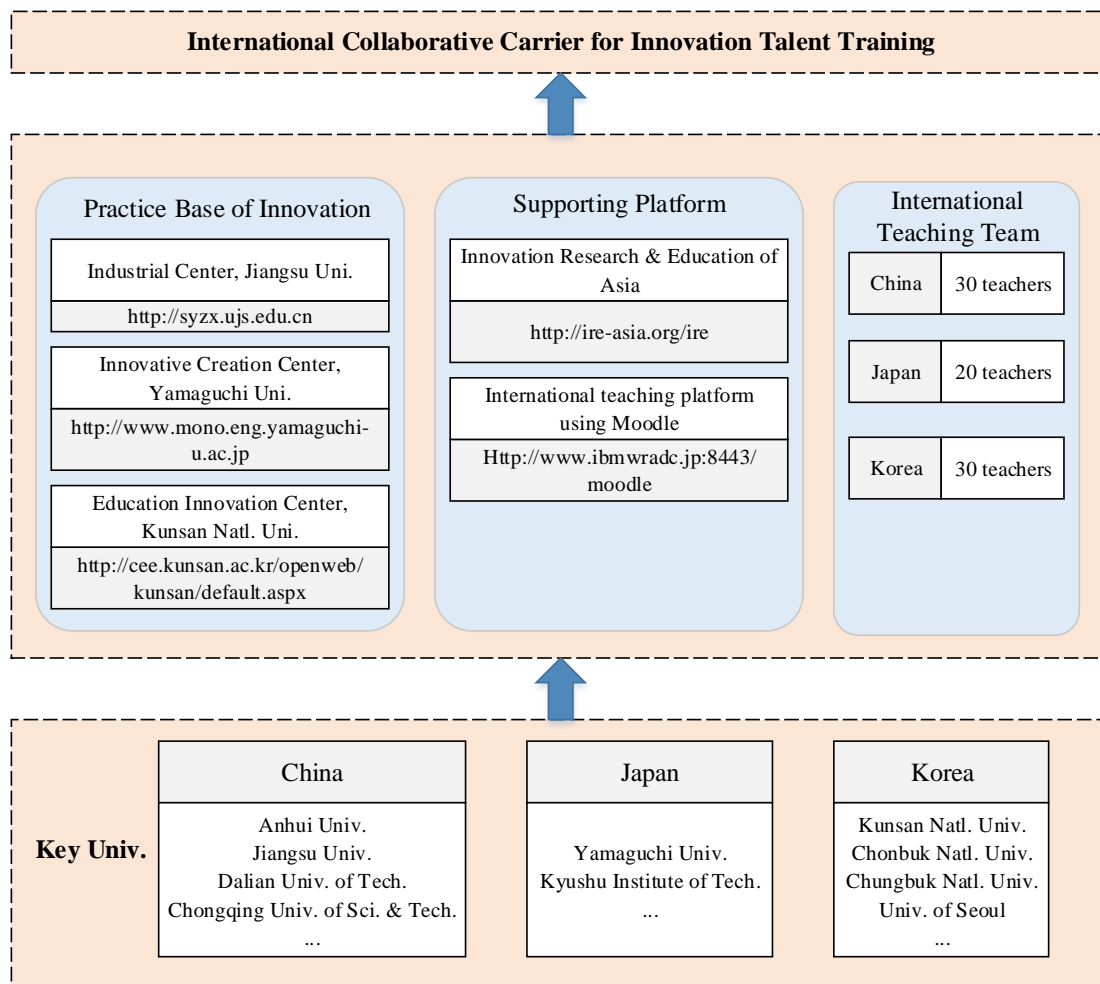 International Collaborative Carrier for Innovation Talent Training
Practice Base of Innovation
Industrial Center, Jiangsu Uni.
http://syzx.ujs.edu.cn
Innovative Creation Center,
Yamaguchi Uni.
http://www.mono.eng.yamaguchi-
u.ac.jp
Education Innovation Center,
Kunsan Natl. Uni.
http://cee.kunsan.ac.kr/openweb/
kunsan/default.aspx
Supporting Platform
Innovation Research & Education of
Asia
http://ire-asia.org/ire
International teaching platform
using Moodle
Http://www.ibmwradc.jp:8443/
moodle
International
Teaching Team
China 30 teachers
Japan 20 teachers
Korea 30 teachers
Key Univ.
China
Anhui Univ.
Jiangsu Univ.
Dalian Univ. of Tech.
Chongqing Univ. of Sci. & Tech.
...
Japan
Yamaguchi Univ.
Kyushu Institute of Tech.
...
Korea
Kunsan Natl. Univ.
Chonbuk Natl. Univ.
Chungbuk Natl. Univ.
Univ. of Seoul
...